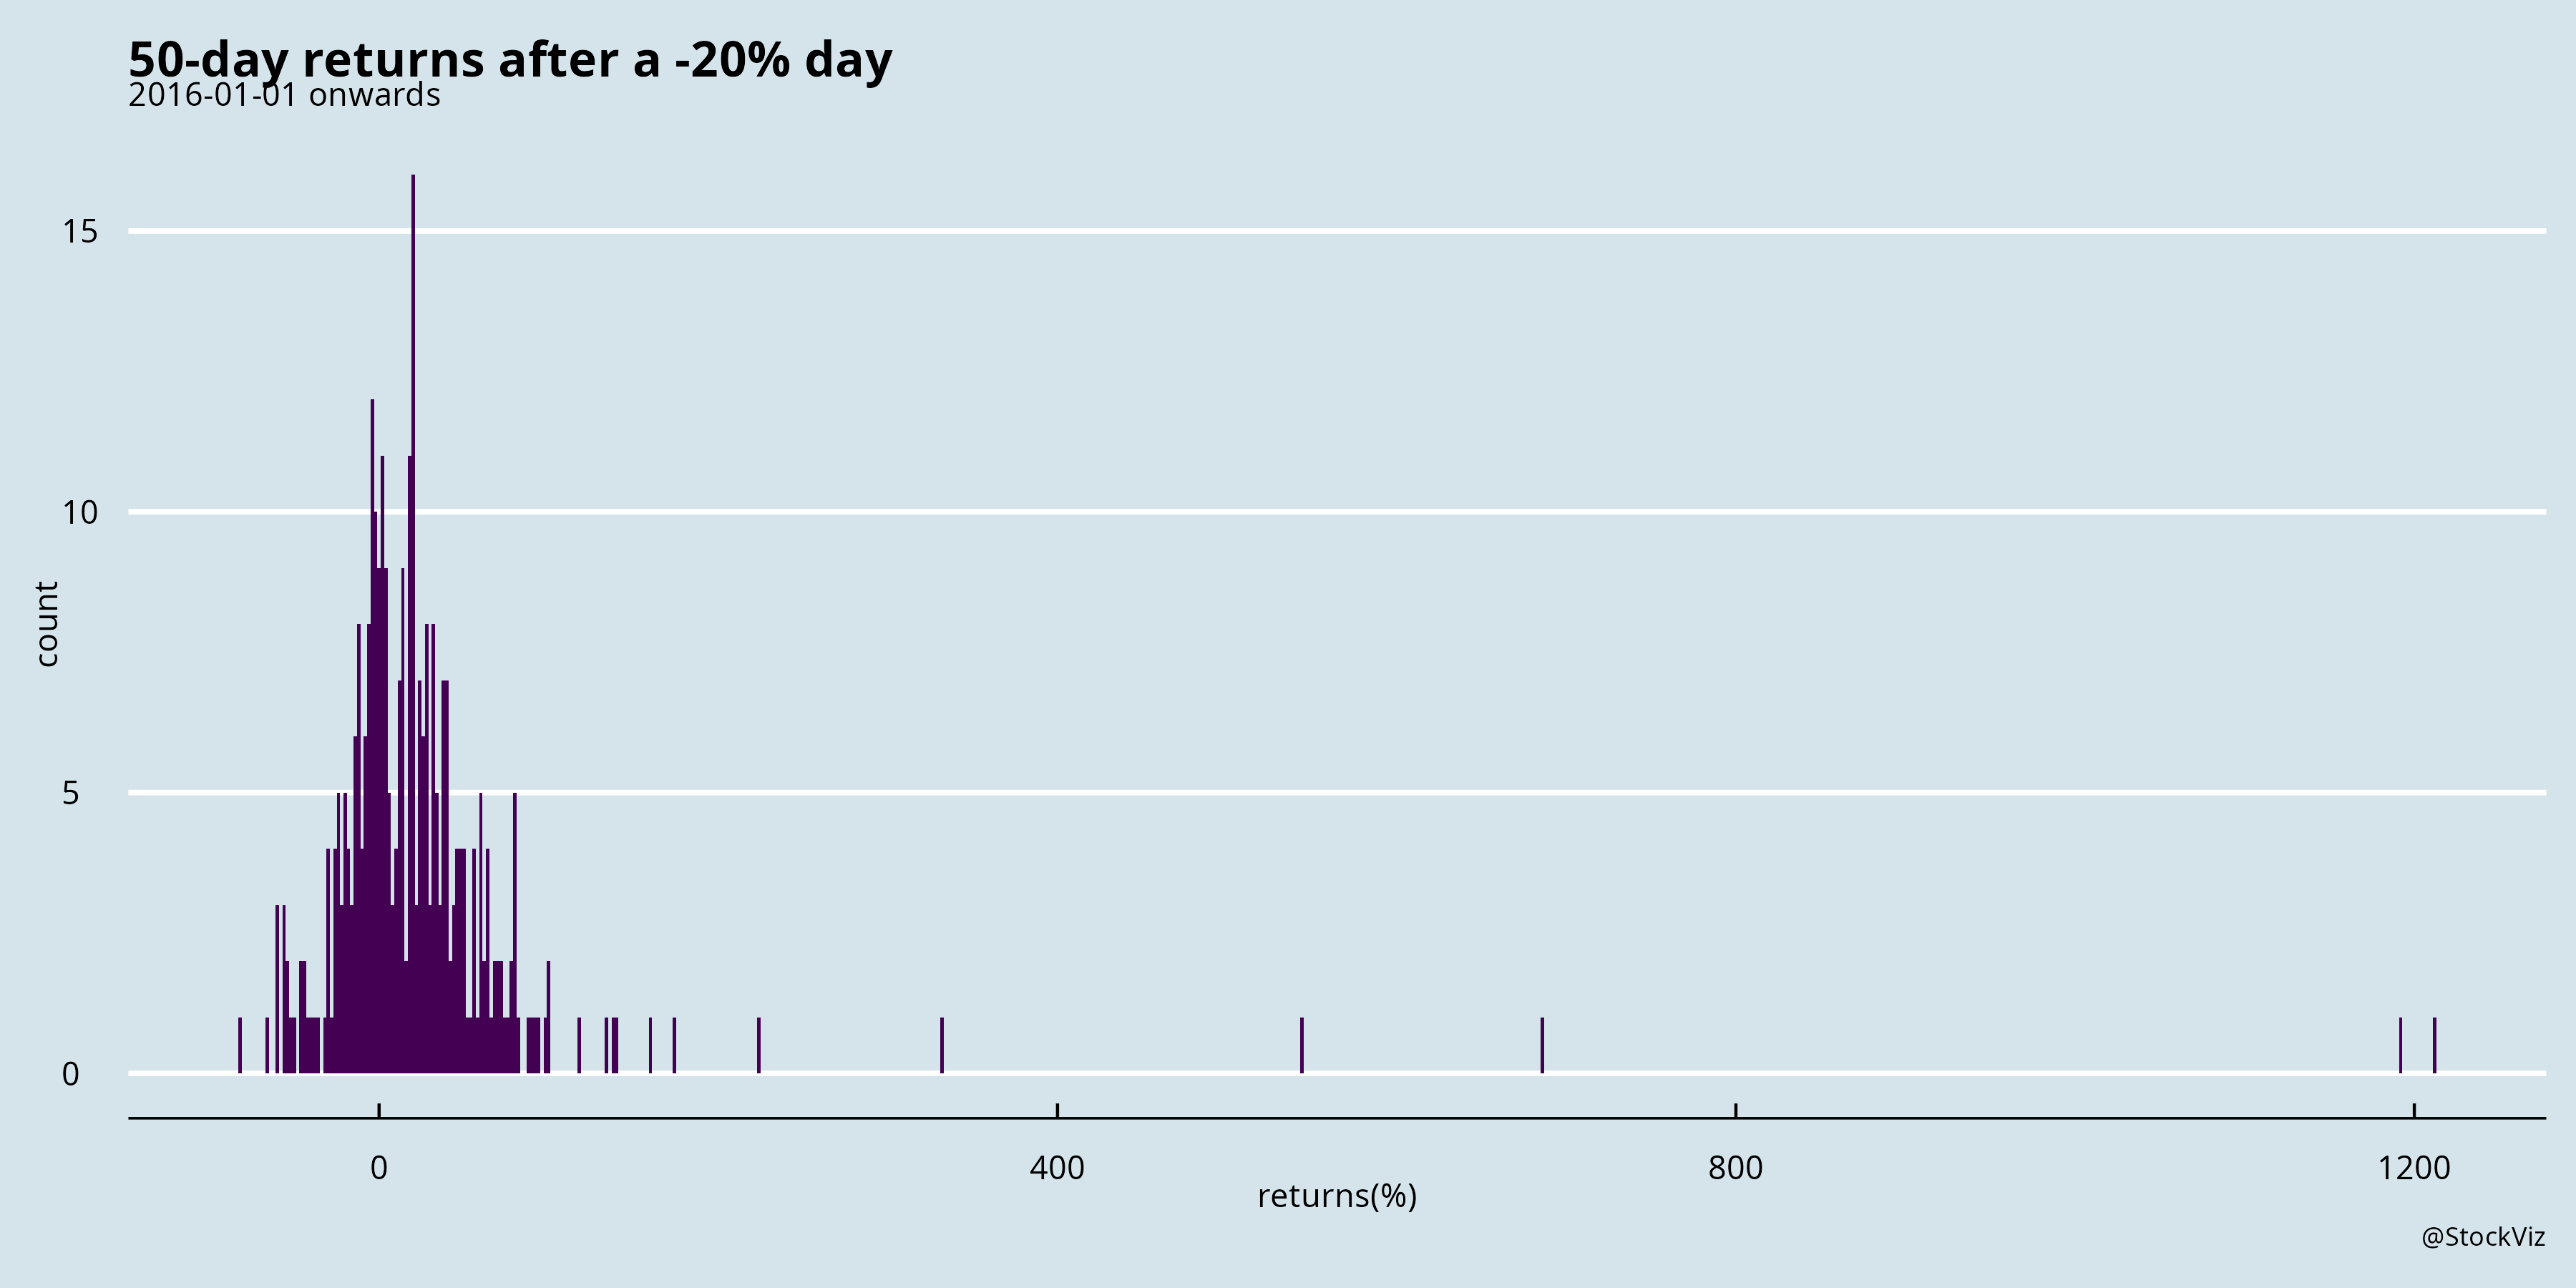 50-day returns after a -20% day
2016-01-01 onwards
15
10
5
0
count
0 400 800 1200
returns(%)
@StockViz